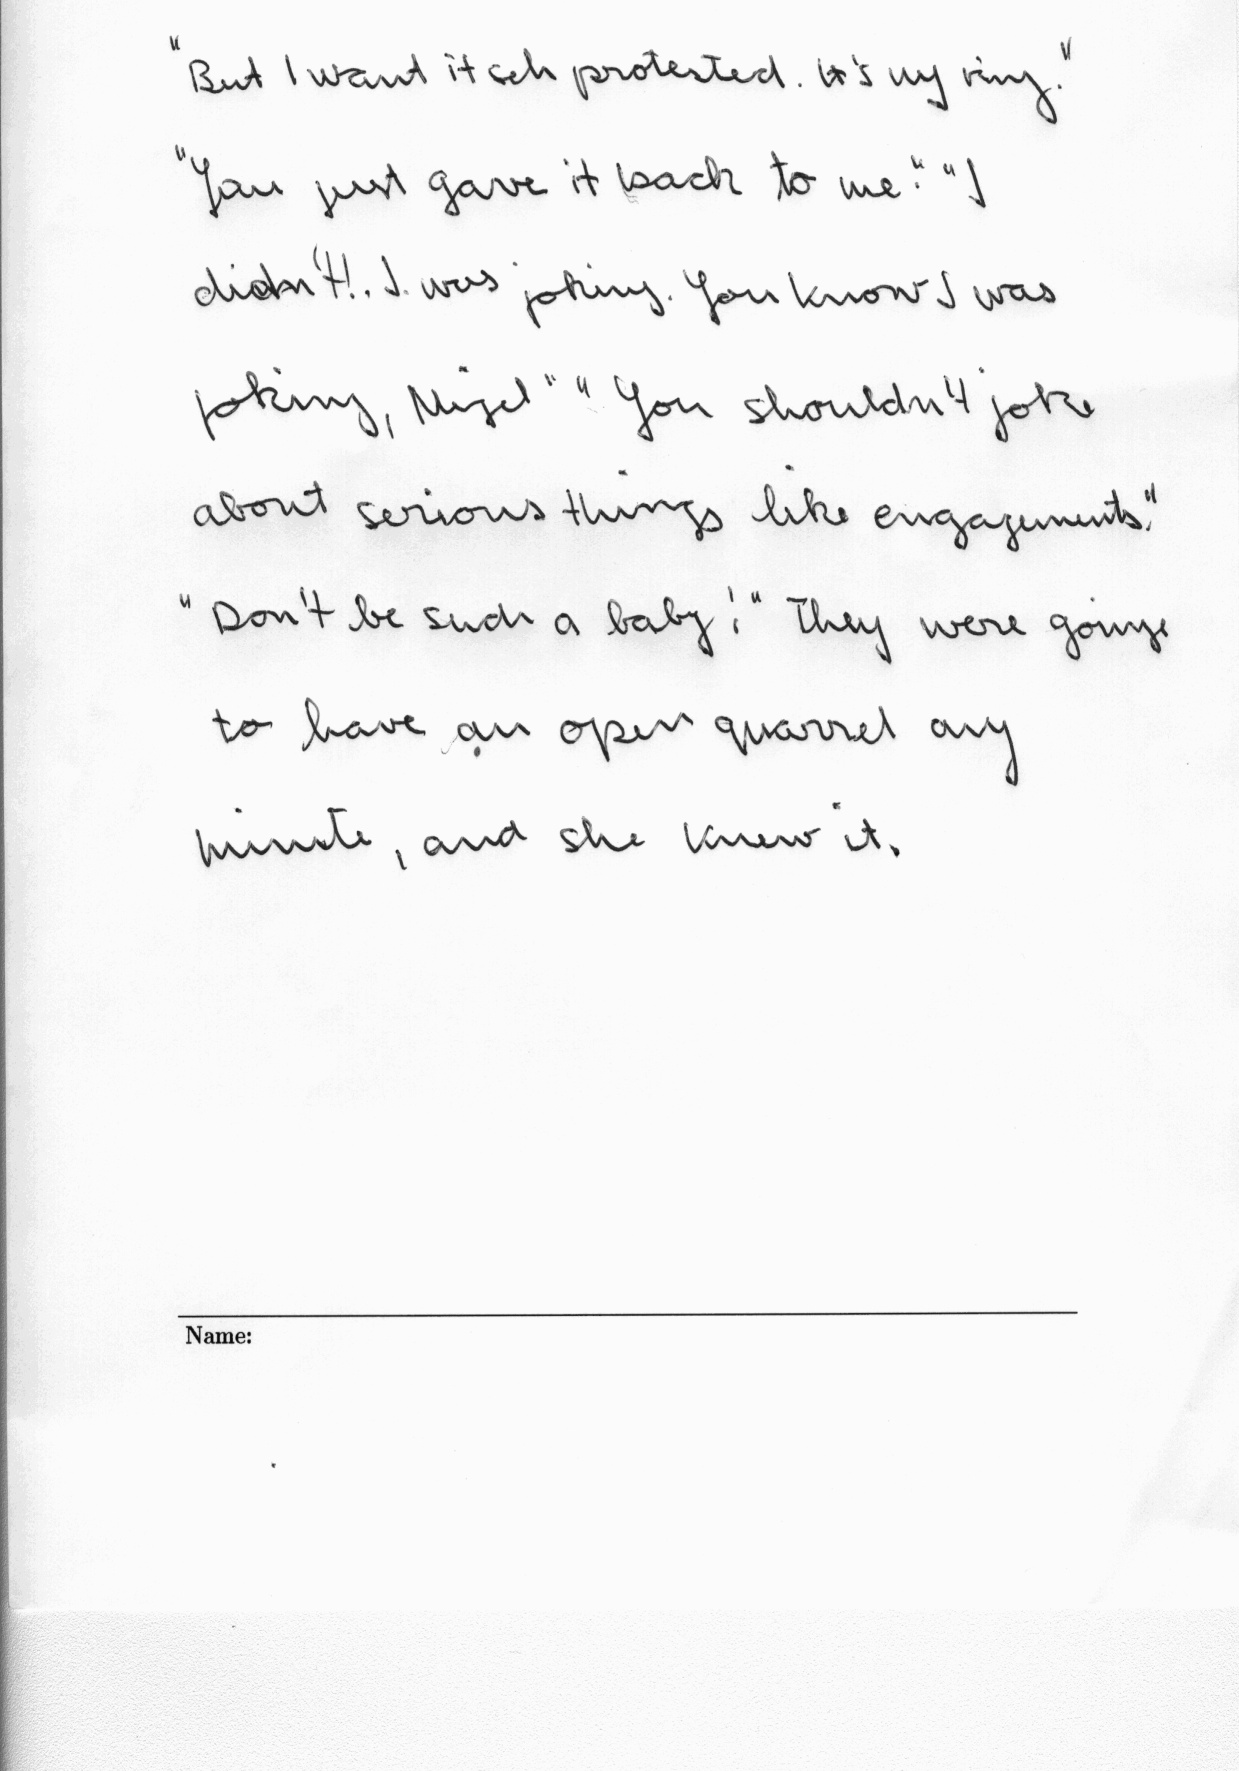 "But I want it seh protested. It's my ring."
"You just gave it back to me." "I
didn't!. I was joking. You know I was
joking, Nigel" "You shouldn't joke
about serious things like engagements."
"Don't be such a baby!" They were going
to have an open quarrel any
minute, and she knew it.
Name: